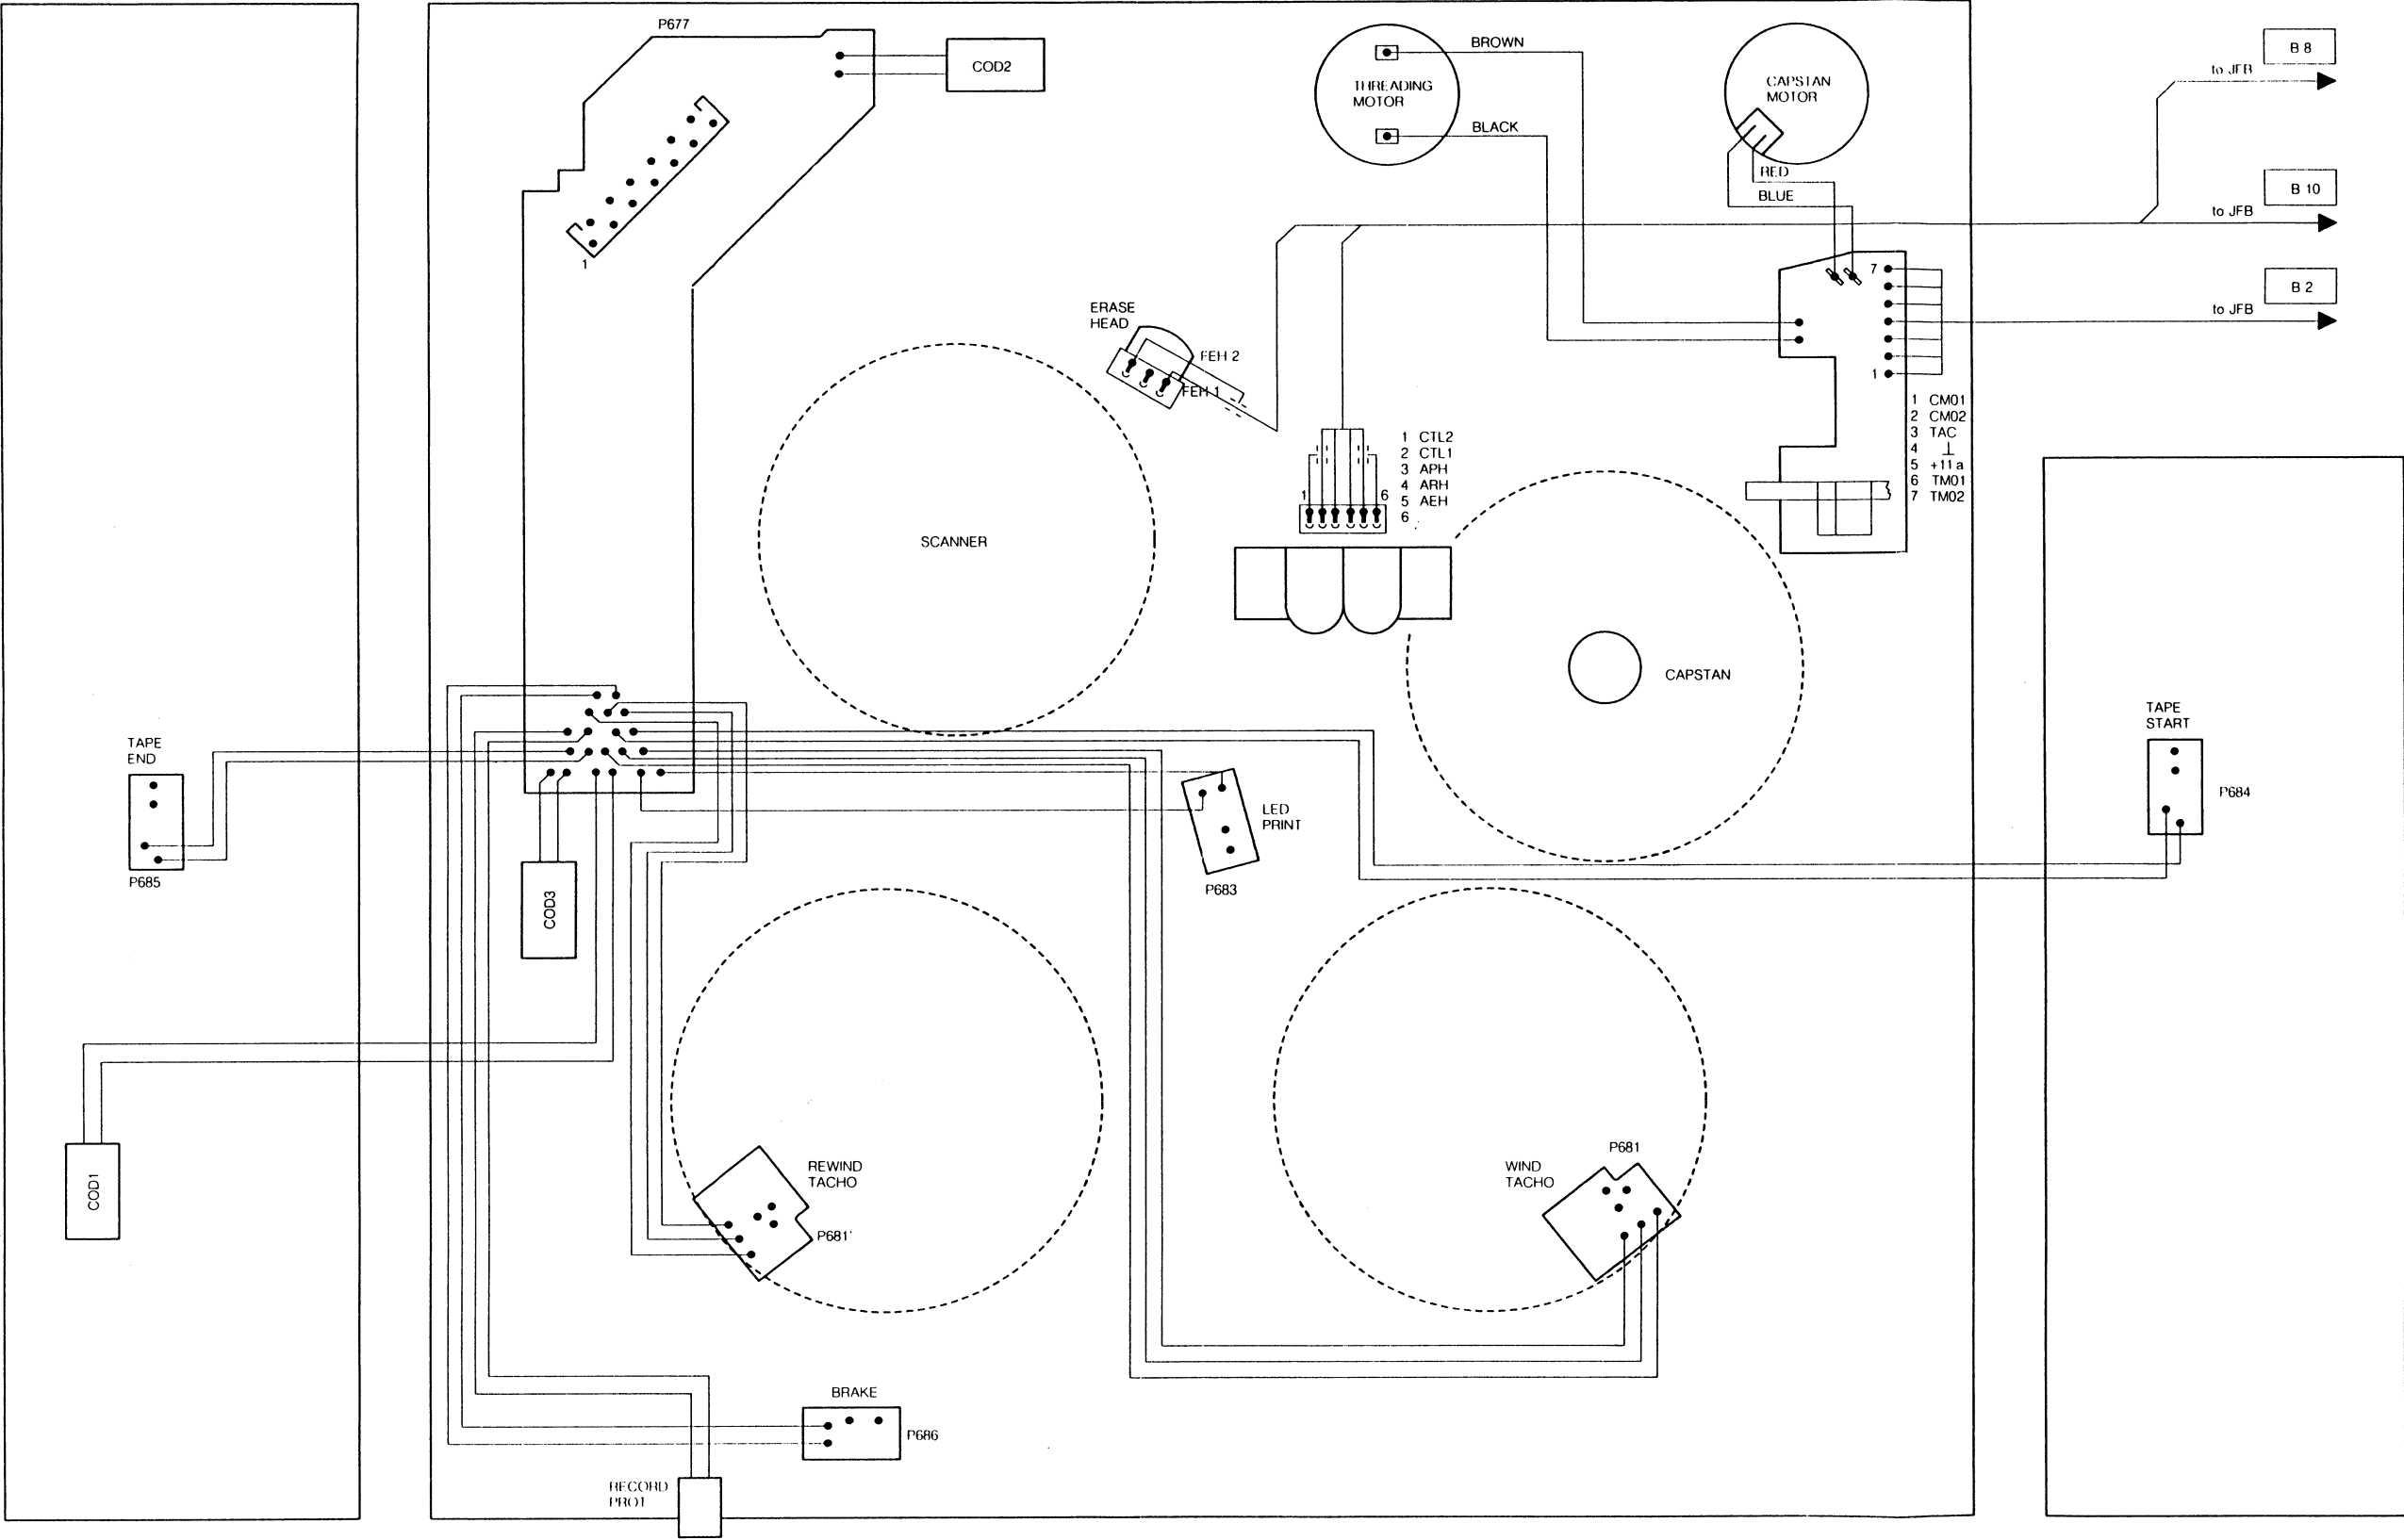 P677
COD2
BROWN
THREADING
MOTOR
BLACK
CAPSTAN
MOTOR
RED
BLUE
B 8
to JFB
B 10
to JFB
B 2
to JFB
1
7
1
ERASE
HEAD
FEH 2
FEH 1
1 CM01
2 CM02
3 TAC
4 ⊥
5 +11a
6 TM01
7 TM02
1 CTL2
2 CTL1
3 APH
4 ARH
5 AEH
6
1
6
SCANNER
CAPSTAN
TAPE
START
P684
TAPE
END
P685
LED
PRINT
P683
COD3
COD1
REWIND
TACHO
P681'
WIND
TACHO
P681
BRAKE
P686
RECORD
PROT